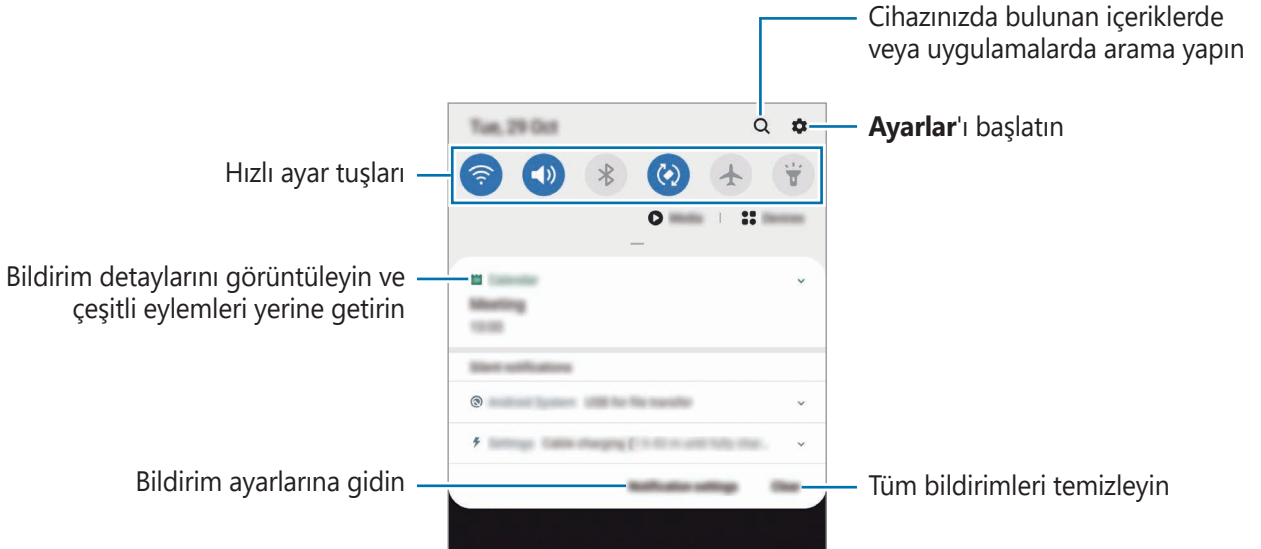 Cihazınızda bulunan içeriklerde
veya uygulamalarda arama yapın
Tue, 29 Oct
Ayarlar'ı başlatın
Hızlı ayar tuşları
Media
Devices
Bildirim detaylarını görüntüleyin ve
çeşitli eylemleri yerine getirin
Calendar
Meeting
10:00
Silent notifications
Android System USB for file transfer
Settings Cable charging
Bildirim ayarlarına gidin
Notification settings
Clear
Tüm bildirimleri temizleyin